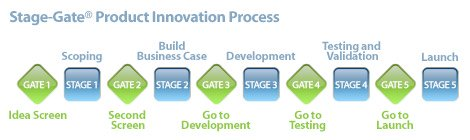 Stage-Gate® Product Innovation Process
Scoping
Build
Business Case
Development
Testing and
Validation
Launch
GATE 1
STAGE 1
GATE 2
STAGE 2
GATE 3
STAGE 3
GATE 4
STAGE 4
GATE 5
STAGE 5
Idea Screen
Second
Screen
Go to
Development
Go to
Testing
Go to
Launch